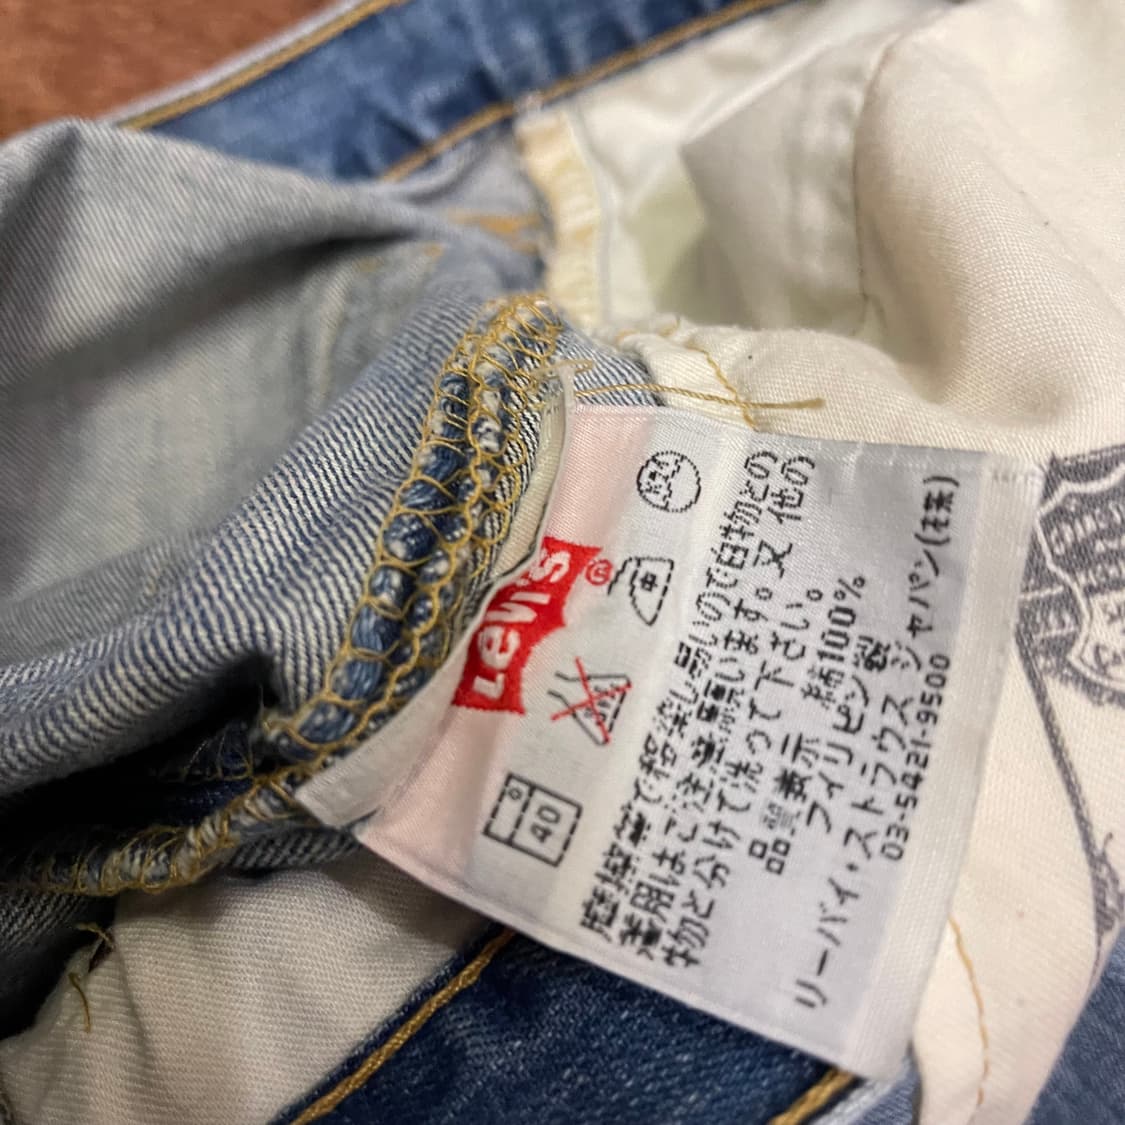 Levi's
®
40
中
摩擦等で移染し易いので白物との
着用はご注意願います。又、他の
物と分けて洗って下さい。
品質表示 綿100%
フィリピン製
リーバイ・ストラウス ジャパン(株)
03-5421-9500